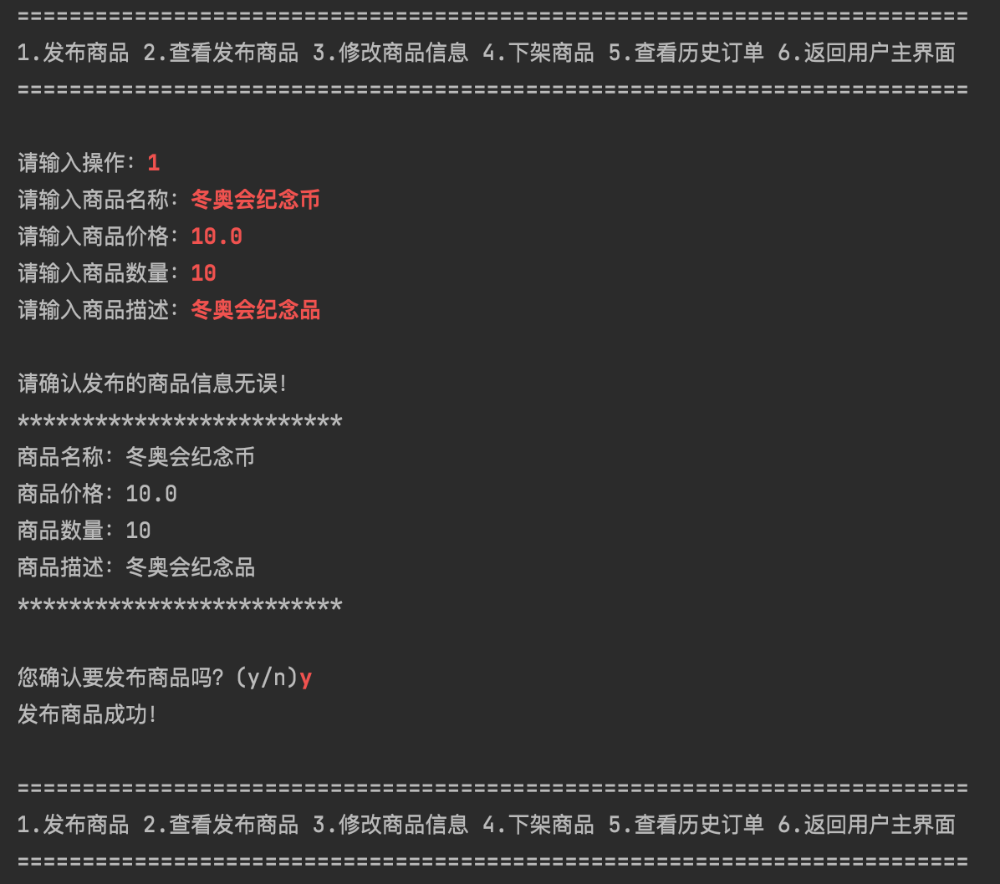 =========================================================================
1.发布商品 2.查看发布商品 3.修改商品信息 4.下架商品 5.查看历史订单 6.返回用户主界面
=========================================================================
请输入操作：1
请输入商品名称：冬奥会纪念币
请输入商品价格：10.0
请输入商品数量：10
请输入商品描述：冬奥会纪念品
请确认发布的商品信息无误！
*************************
商品名称：冬奥会纪念币
商品价格：10.0
商品数量：10
商品描述：冬奥会纪念品
*************************
您确认要发布商品吗？(y/n)y
发布商品成功！
=========================================================================
1.发布商品 2.查看发布商品 3.修改商品信息 4.下架商品 5.查看历史订单 6.返回用户主界面
=========================================================================